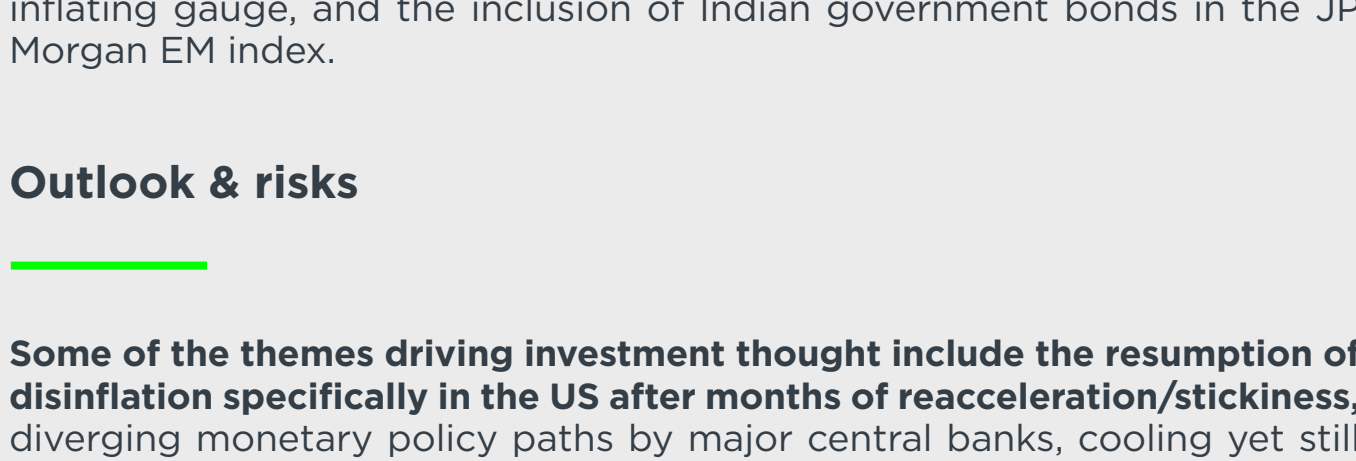 inflating gauge, and the inclusion of Indian government bonds in the JP
Morgan EM index.
Outlook & risks
Some of the themes driving investment thought include the resumption of
disinflation specifically in the US after months of reacceleration/stickiness,
diverging monetary policy paths by major central banks, cooling yet still